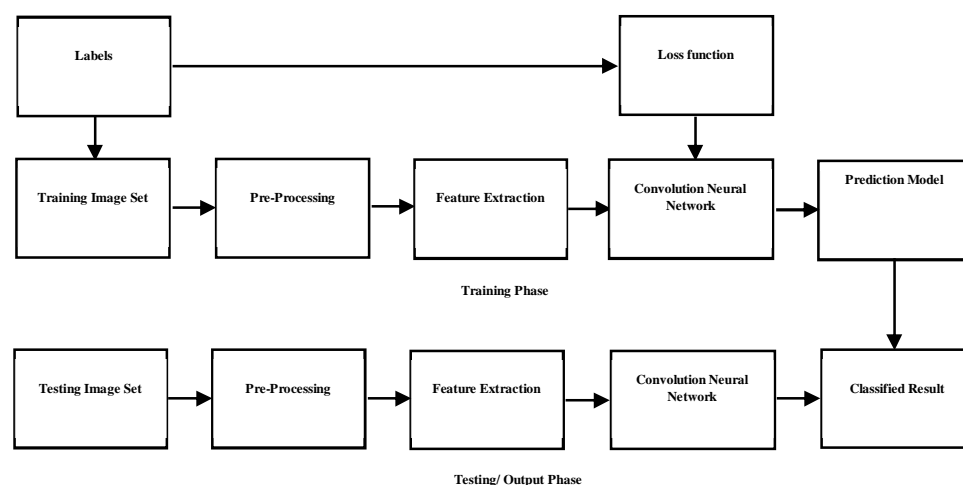 Labels
Loss function
Training Image Set
Pre-Processing
Feature Extraction
Convolution Neural
Network
Prediction Model
Training Phase
Testing Image Set
Pre-Processing
Feature Extraction
Convolution Neural
Network
Classified Result
Testing/ Output Phase